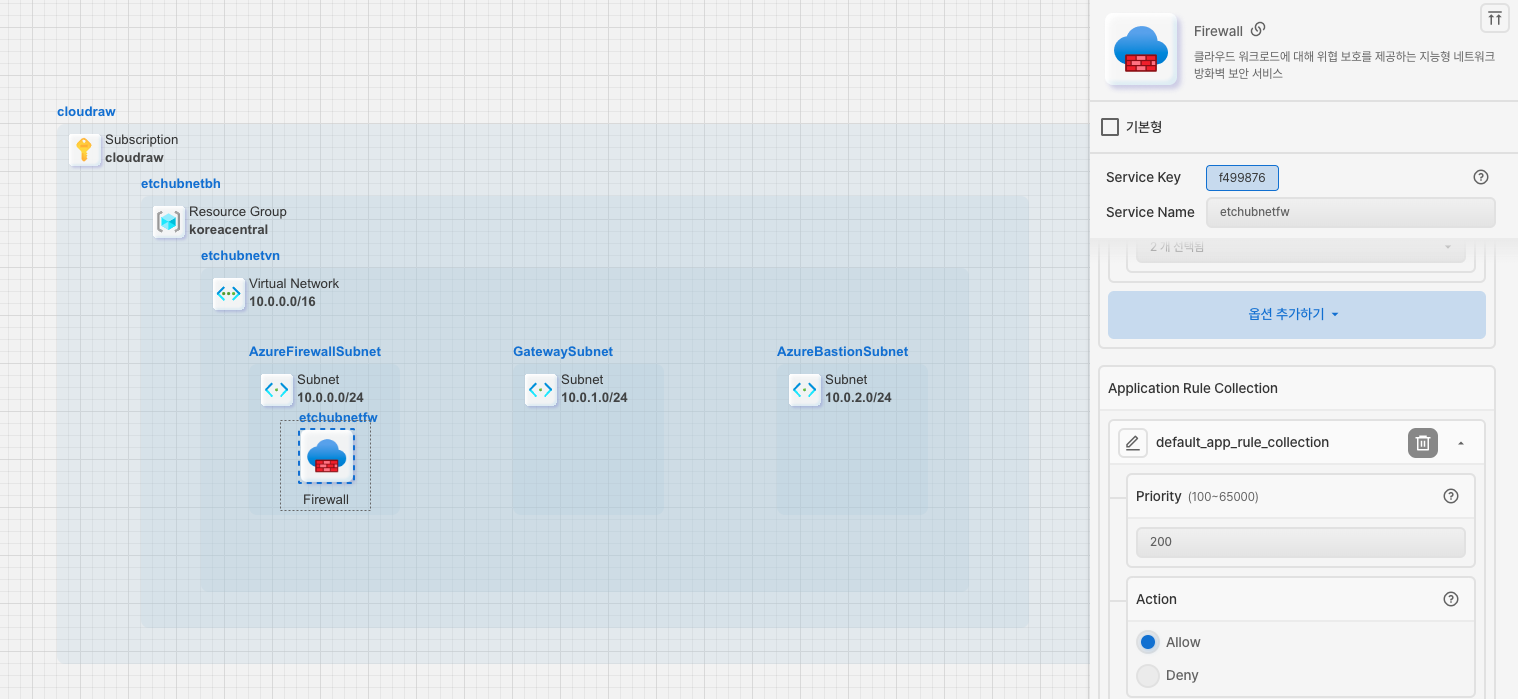 cloudraw
Subscription
cloudraw
etchubnetbh
Resource Group
koreacentral
etchubnetvn
Virtual Network
10.0.0.0/16
AzureFirewallSubnet
Subnet
10.0.0.0/24
etchubnetfw
Firewall
GatewaySubnet
Subnet
10.0.1.0/24
AzureBastionSubnet
Subnet
10.0.2.0/24
Firewall
클라우드 워크로드에 대해 위협 보호를 제공하는 지능형 네트워크
방화벽 보안 서비스
기본형
Service Key f499876
Service Name etchubnetfw
2 개 선택됨
옵션 추가하기
Application Rule Collection
default_app_rule_collection
Priority (100~65000)
200
Action
Allow
Deny